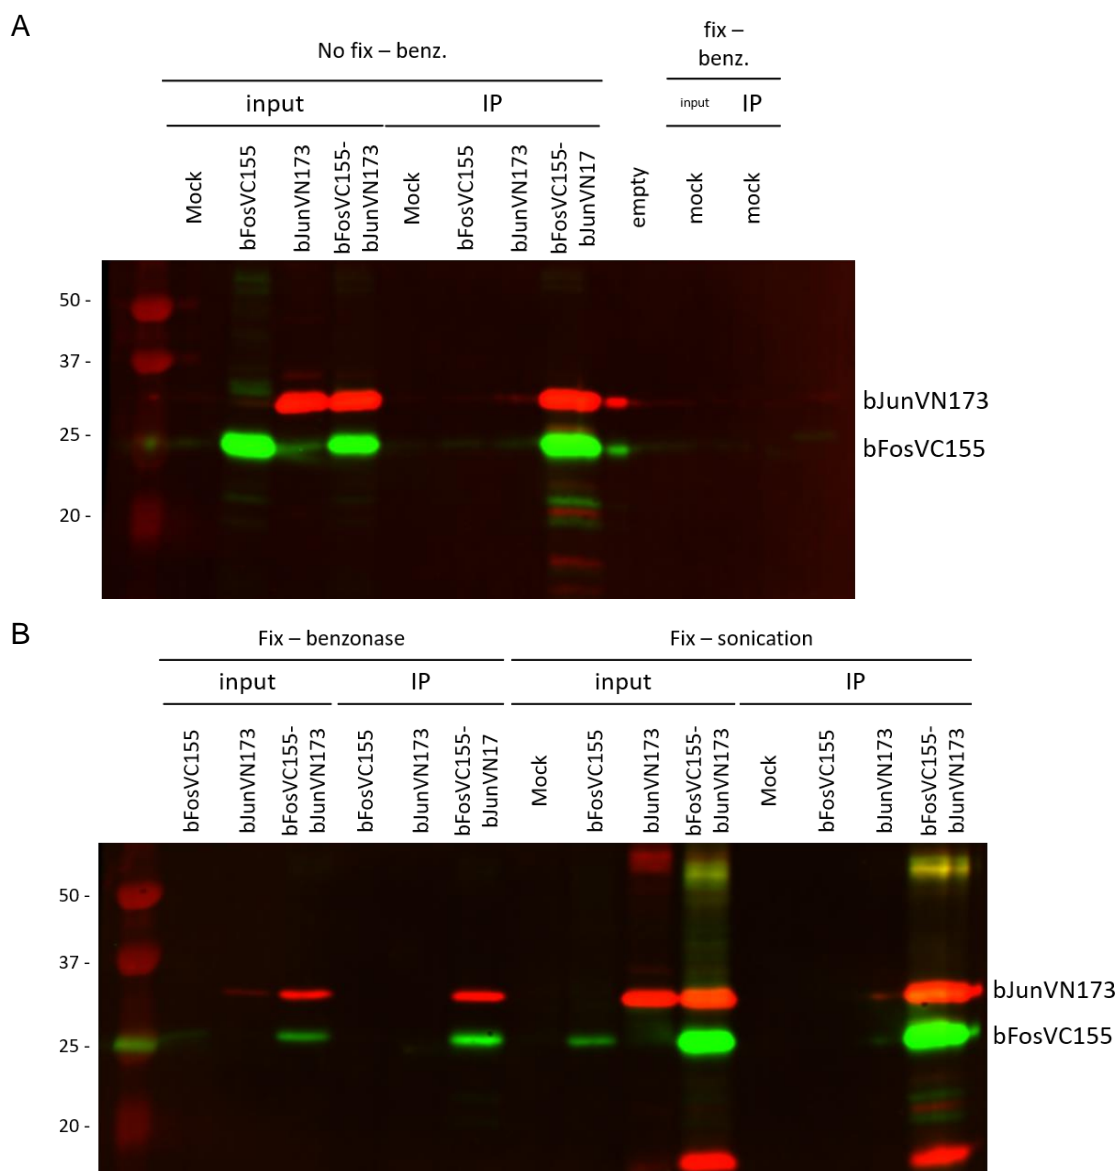 A
No fix – benz.
fix –
benz.
input
IP
input
IP
Mock
bFosVC155
bJunVN173
bFosVC155-
bJunVN173
Mock
bFosVC155
bJunVN173
bFosVC155-
bJunVN17
empty
mock
mock
50 -
37 -
25 -
20 -
bJunVN173
bFosVC155
B
Fix – benzonase
Fix – sonication
input
IP
input
IP
bFosVC155
bJunVN173
bFosVC155-
bJunVN173
bFosVC155
bJunVN173
bFosVC155-
bJunVN17
Mock
bFosVC155
bJunVN173
bFosVC155-
bJunVN173
Mock
bFosVC155
bJunVN173
bFosVC155-
bJunVN173
50 -
37 -
25 -
20 -
bJunVN173
bFosVC155